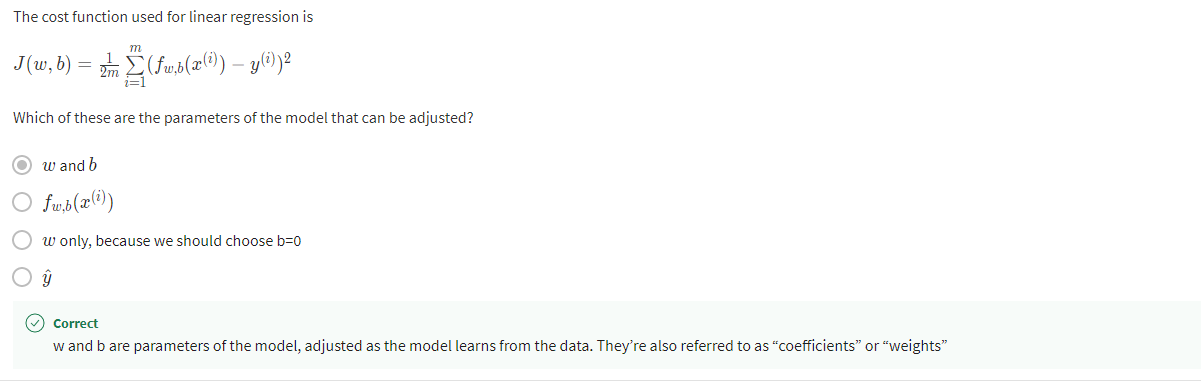 The cost function used for linear regression is
J(w, b) = \frac{1}{2m} \sum_{i=1}^{m} (f_{w,b}(x^{(i)}) − y^{(i)})^2
Which of these are the parameters of the model that can be adjusted?
w and b
f_{w,b}(x^{(i)})
w only, because we should choose b=0
ŷ
Correct
w and b are parameters of the model, adjusted as the model learns from the data. They’re also referred to as “coefficients” or “weights”